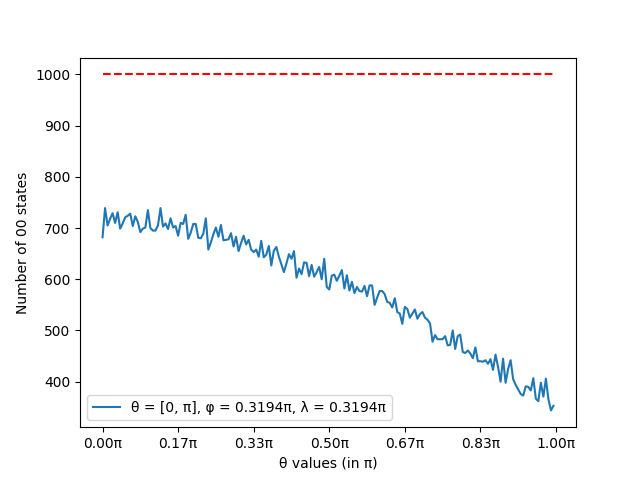 1000
900
800
700
600
500
400
Number of 00 states
θ = [0, π], φ = 0.3194π, λ = 0.3194π
0.00π 0.17π 0.33π 0.50π 0.67π 0.83π 1.00π
θ values (in π)